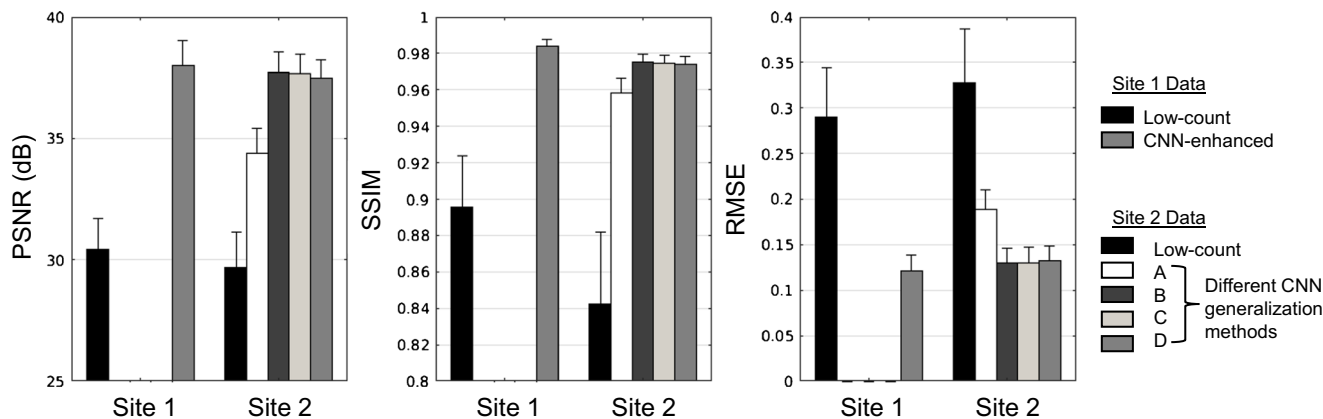 PSNR (dB)
40
35
30
25
Site 1
Site 2
SSIM
1
0.98
0.96
0.94
0.92
0.9
0.88
0.86
0.84
0.82
0.8
Site 1
Site 2
RMSE
0.4
0.35
0.3
0.25
0.2
0.15
0.1
0.05
0
Site 1
Site 2
Site 1 Data
Low-count
CNN-enhanced
Site 2 Data
Low-count
A
B
C
D
Different CNN
generalization
methods